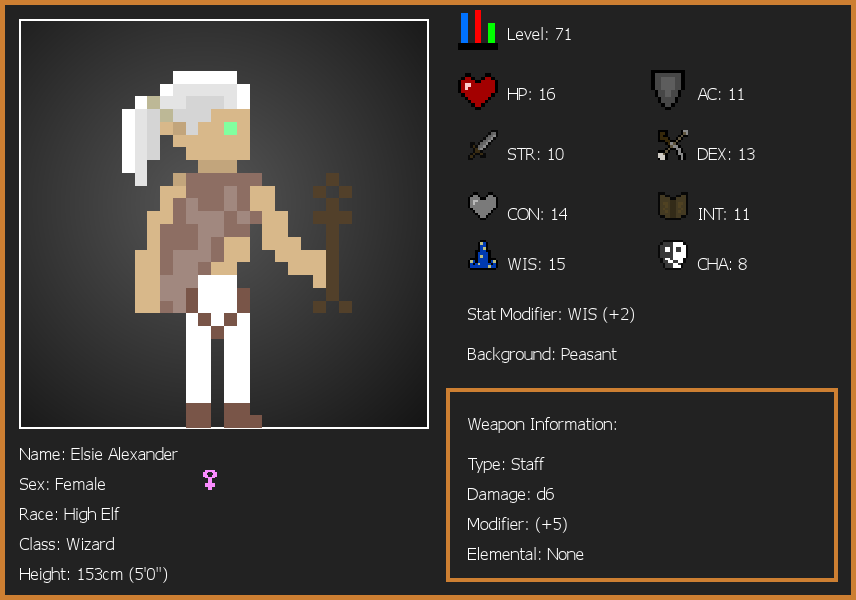 Level: 71
HP: 16
AC: 11
STR: 10
DEX: 13
CON: 14
INT: 11
WIS: 15
CHA: 8
Stat Modifier: WIS (+2)
Background: Peasant
Weapon Information:
Type: Staff
Damage: d6
Modifier: (+5)
Elemental: None
Name: Elsie Alexander
Sex: Female
Race: High Elf
Class: Wizard
Height: 153cm (5'0")